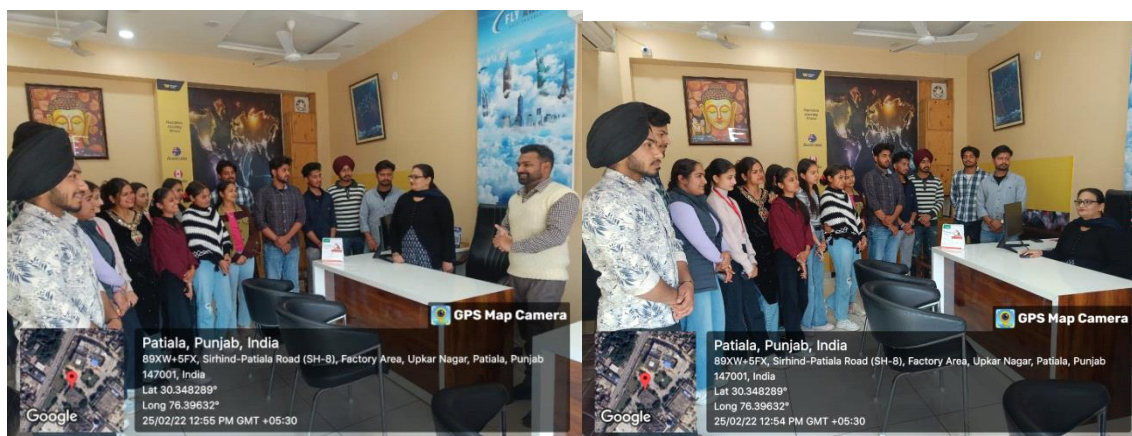 FLY
Australia
GPS Map Camera
Patiala, Punjab, India
89XW+5FX, Sirhind-Patiala Road (SH-8), Factory Area, Upkar Nagar, Patiala, Punjab
147001, India
Lat 30.348289°
Long 76.39632°
25/02/22 12:55 PM GMT +05:30
Google
Australia
GPS Map Camera
Patiala, Punjab, India
89XW+5FX, Sirhind-Patiala Road (SH-8), Factory Area, Upkar Nagar, Patiala, Punjab
147001, India
Lat 30.348289°
Long 76.39632°
25/02/22 12:54 PM GMT +05:30
Google